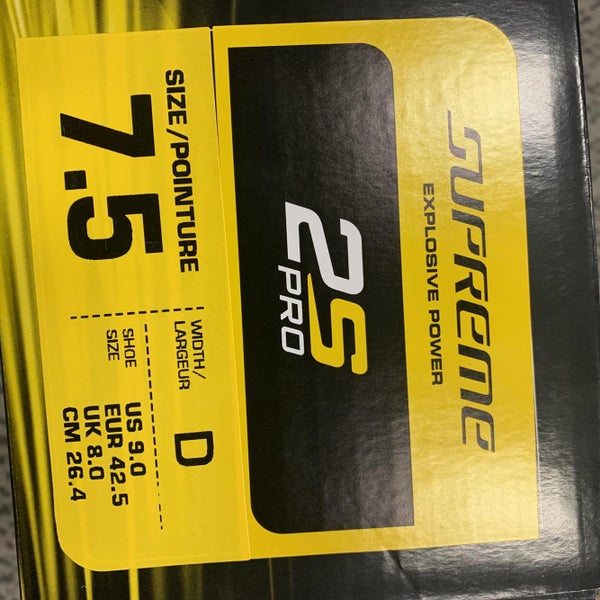 SUPREME
EXPLOSIVE POWER
2S
PRO
SIZE/POINTURE
7.5
WIDTH/
LARGEUR
D
SHOE
SIZE
US 9.0
EUR 42.5
UK 8.0
CM 26.4